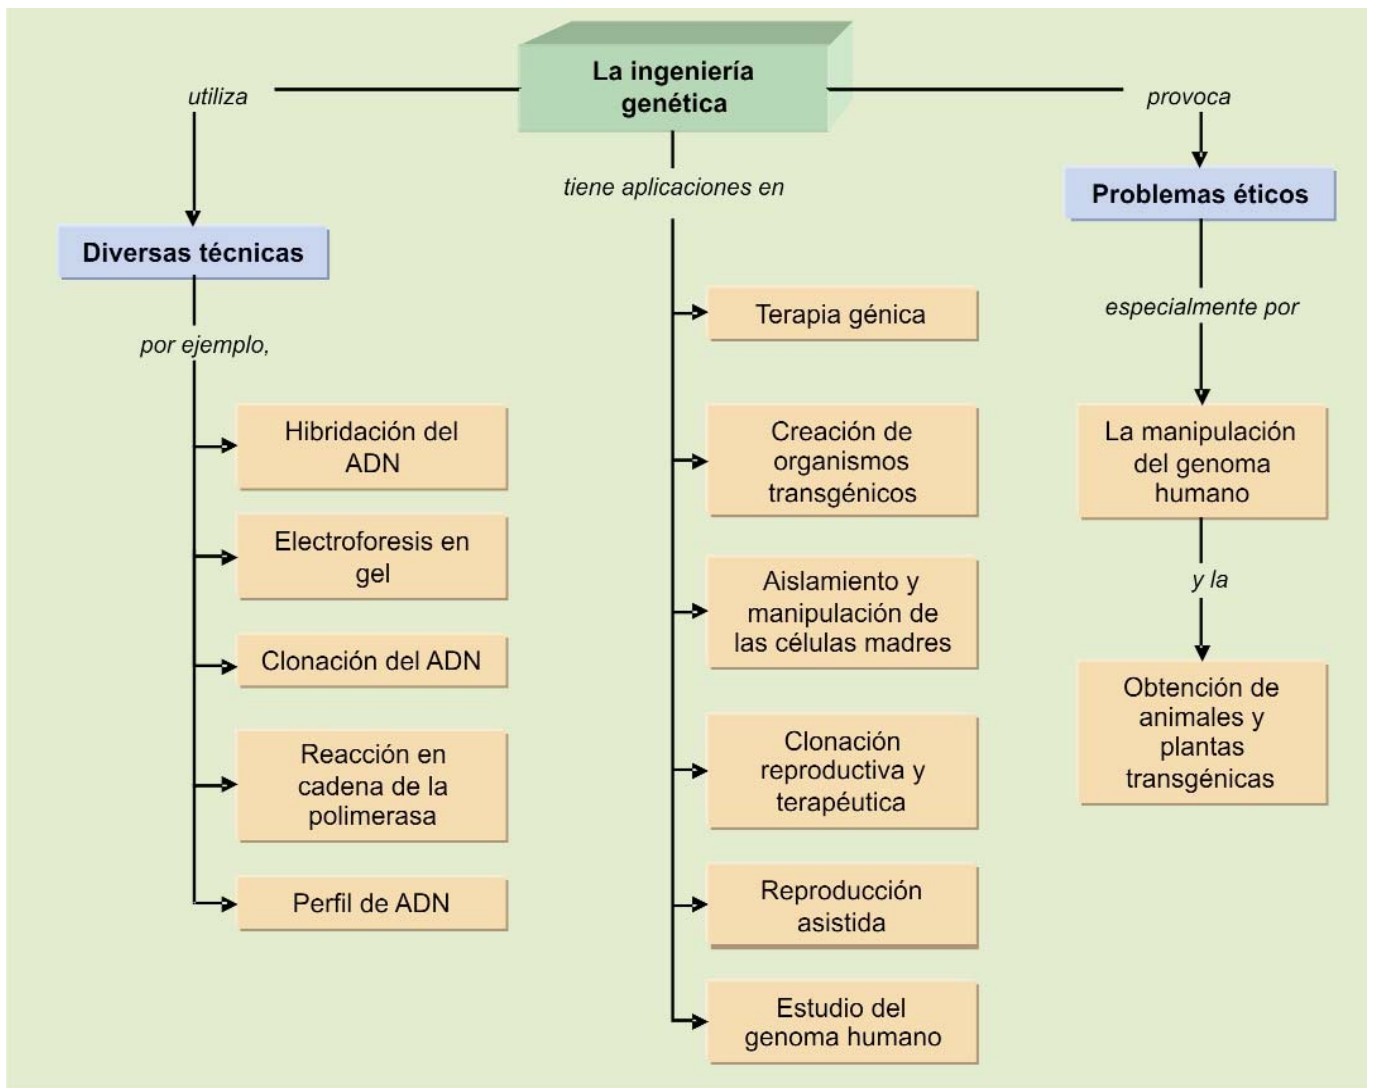 La ingeniería
genética
utiliza
Diversas técnicas
por ejemplo,
Hibridación del
ADN
Electroforesis en
gel
Clonación del ADN
Reacción en
cadena de la
polimerasa
Perfil de ADN
tiene aplicaciones en
Terapia génica
Creación de
organismos
transgénicos
Aislamiento y
manipulación de
las células madres
Clonación
reproductiva y
terapéutica
Reproducción
asistida
Estudio del
genoma humano
provoca
Problemas éticos
especialmente por
La manipulación
del genoma
humano
y la
Obtención de
animales y
plantas
transgénicas